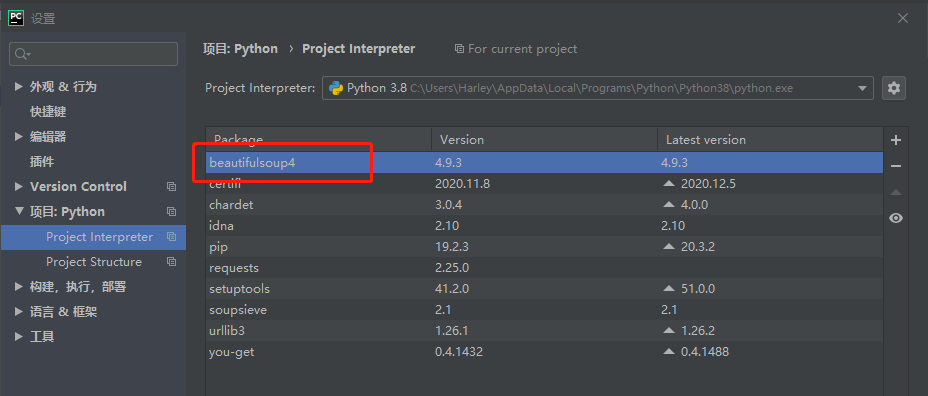 PC 设置
项目: Python › Project Interpreter For current project
外观 & 行为
快捷键
编辑器
插件
Version Control
项目: Python
Project Interpreter
Project Structure
构建，执行，部署
语言 & 框架
工具
Project Interpreter: Python 3.8 C:\Users\Harley\AppData\Local\Programs\Python\Python38\python.exe
Package Version Latest version
beautifulsoup4 4.9.3 4.9.3
certifi 2020.11.8 2020.12.5
chardet 3.0.4 4.0.0
idna 2.10 2.10
pip 19.2.3 20.3.2
requests 2.25.0
setuptools 41.2.0 51.0.0
soupsieve 2.1 2.1
urllib3 1.26.1 1.26.2
you-get 0.4.1432 0.4.1488